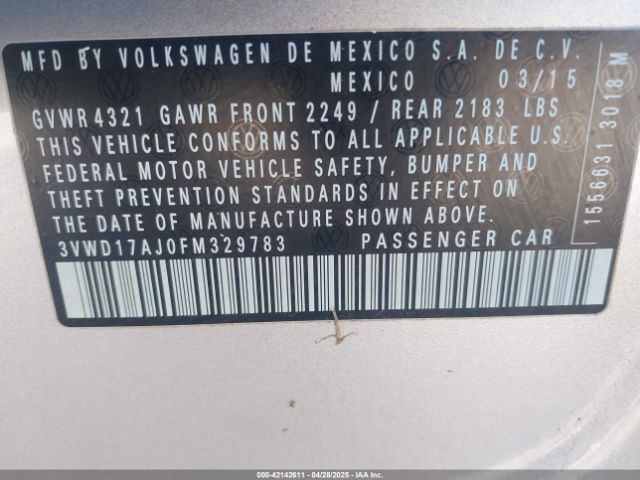 MFD BY VOLKSWAGEN DE MEXICO S.A. DE C.V.
MEXICO 03/15
GVWR 4321 GAWR FRONT 2249 / REAR 2183 LBS
THIS VEHICLE CONFORMS TO ALL APPLICABLE U.S.
FEDERAL MOTOR VEHICLE SAFETY, BUMPER AND
THEFT PREVENTION STANDARDS IN EFFECT ON
THE DATE OF MANUFACTURE SHOWN ABOVE.
3VWD17AJ0FM329783 PASSENGER CAR
1556631 3018 M
000-42142611 - 04/28/2025 - IAAI.COM